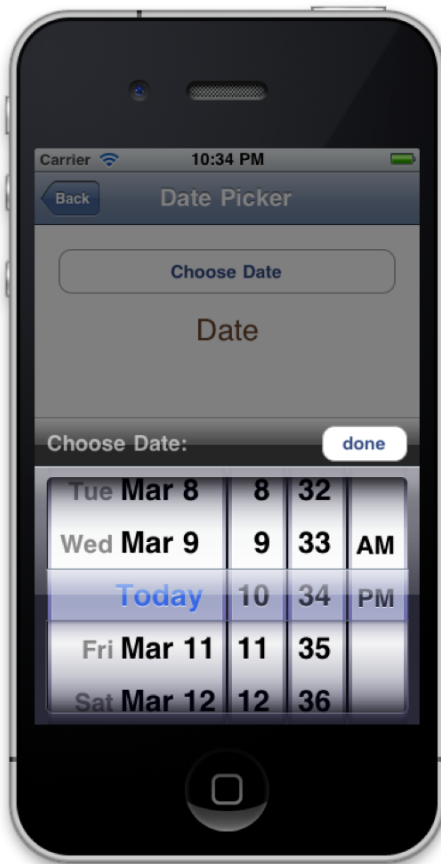 Carrier 10:34 PM
Back Date Picker
Choose Date
Date
Choose Date: done
Tue Mar 8 8 32
Wed Mar 9 9 33 AM
Today 10 34 PM
Fri Mar 11 11 35
Sat Mar 12 12 36